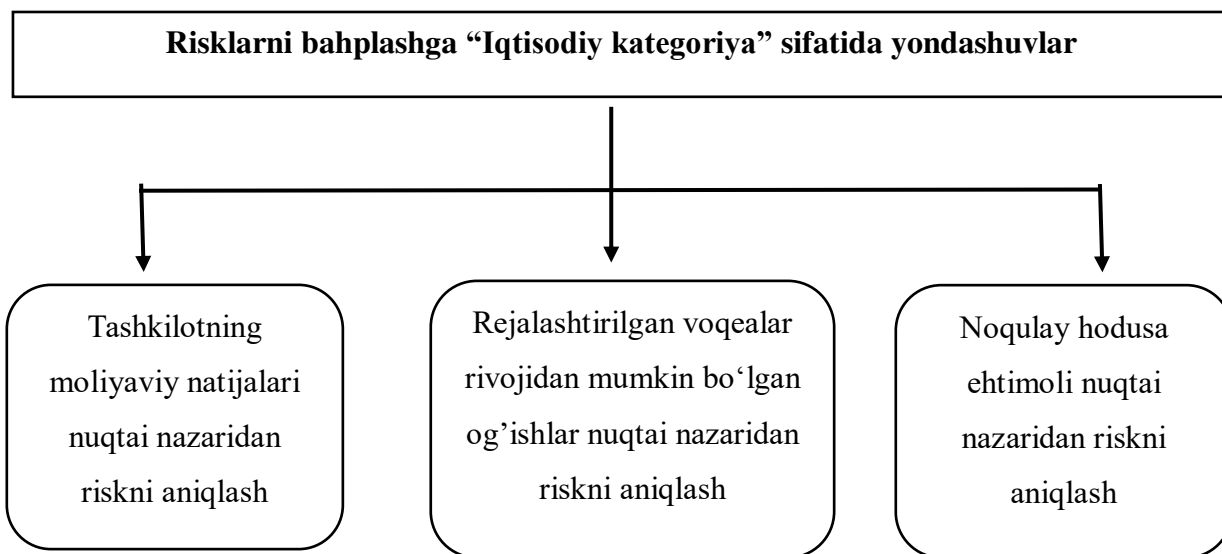 Risklarni bahplashga “Iqtisodiy kategoriya” sifatida yondashuvlar
Tashkilotning
moliyaviy natijalari
nuqtai nazaridan
riskni aniqlash
Rejalashtirilgan voqealar
rivojidan mumkin bo‘lgan
og’ishlar nuqtai nazaridan
riskni aniqlash
Noqulay hodusa
ehtimoli nuqtai
nazaridan riskni
aniqlash